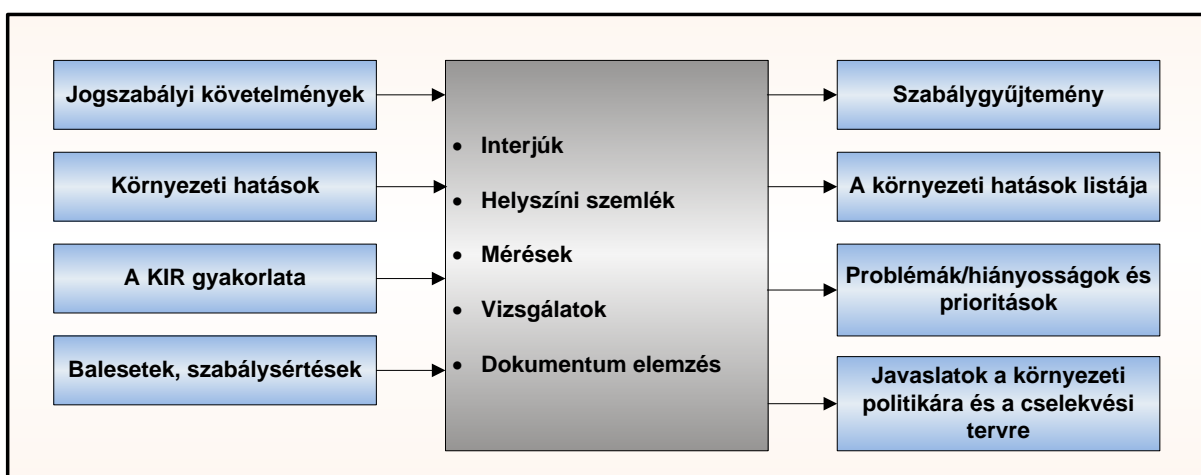 Jogszabályi követelmények
Környezeti hatások
A KIR gyakorlata
Balesetek, szabálysértések
• Interjúk
• Helyszíni szemlék
• Mérések
• Vizsgálatok
• Dokumentum elemzés
Szabálygyűjtemény
A környezeti hatások listája
Problémák/hiányosságok és
prioritások
Javaslatok a környezeti
politikára és a cselekvési
tervre